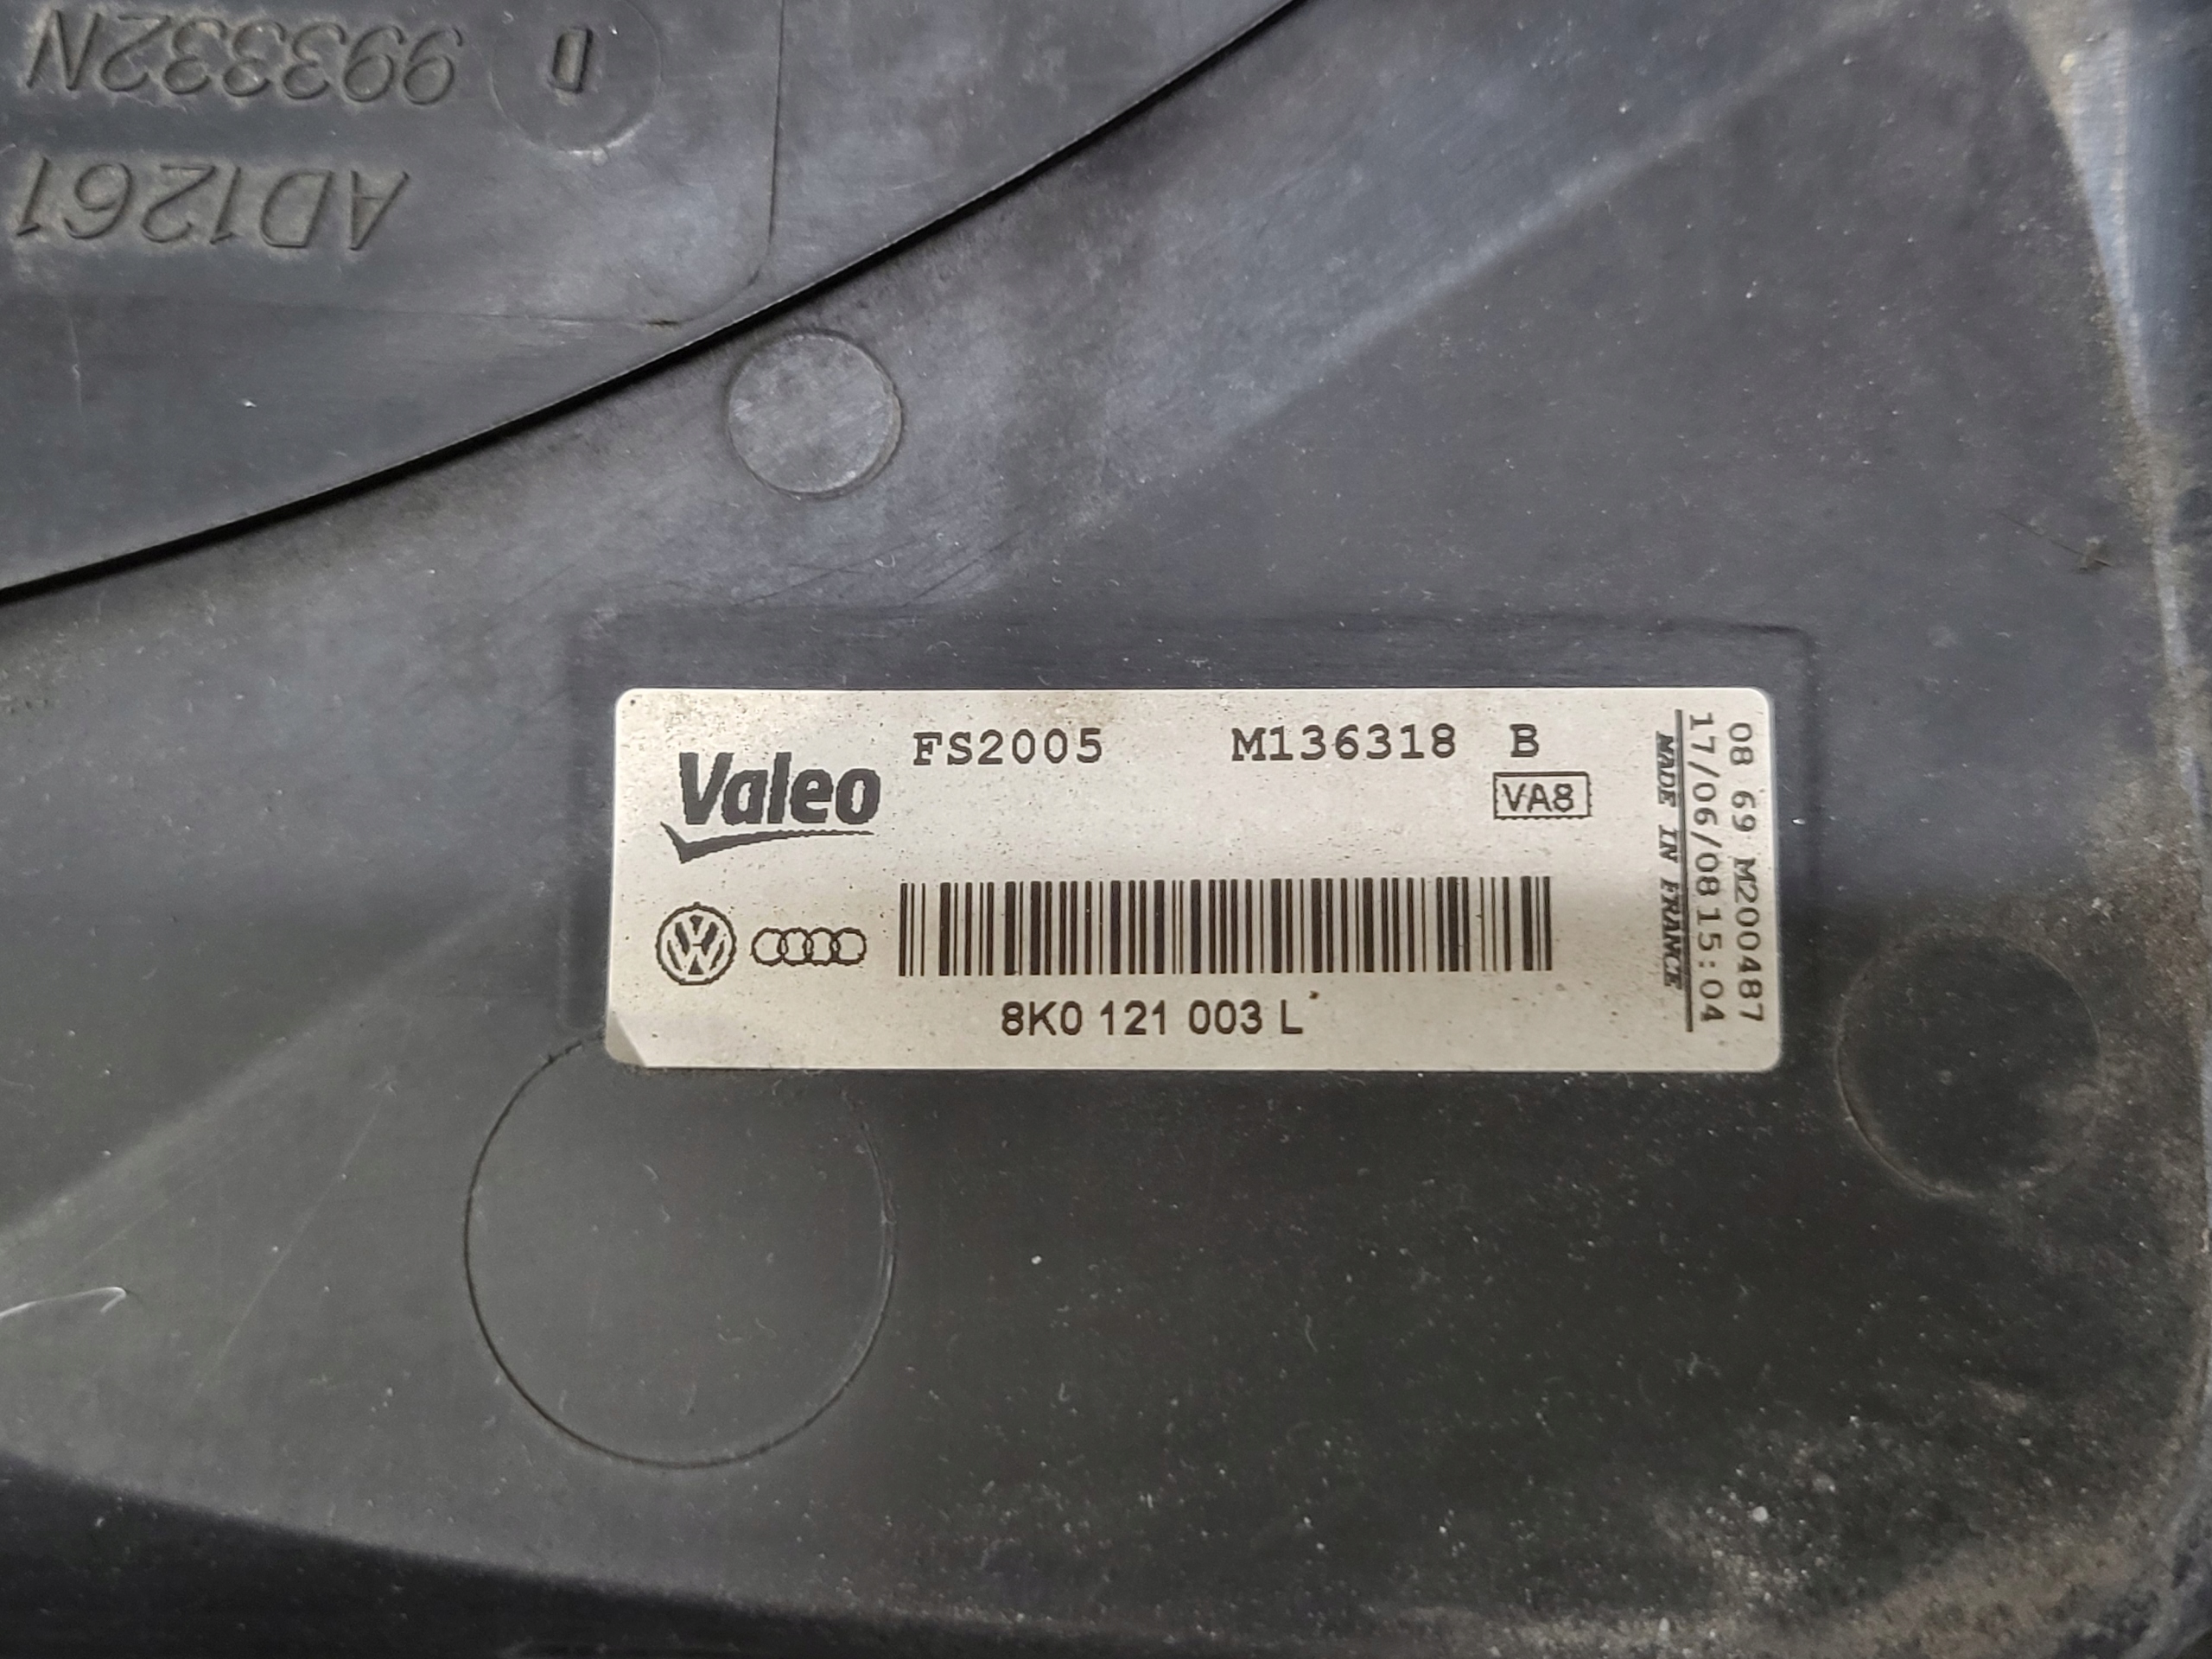 993332N
D
AD1261
Valeo
FS2005 M136318 B
VA8
8K0 121 003 L
08 69 M200487
17/06/08 15:04
MADE IN FRANCE